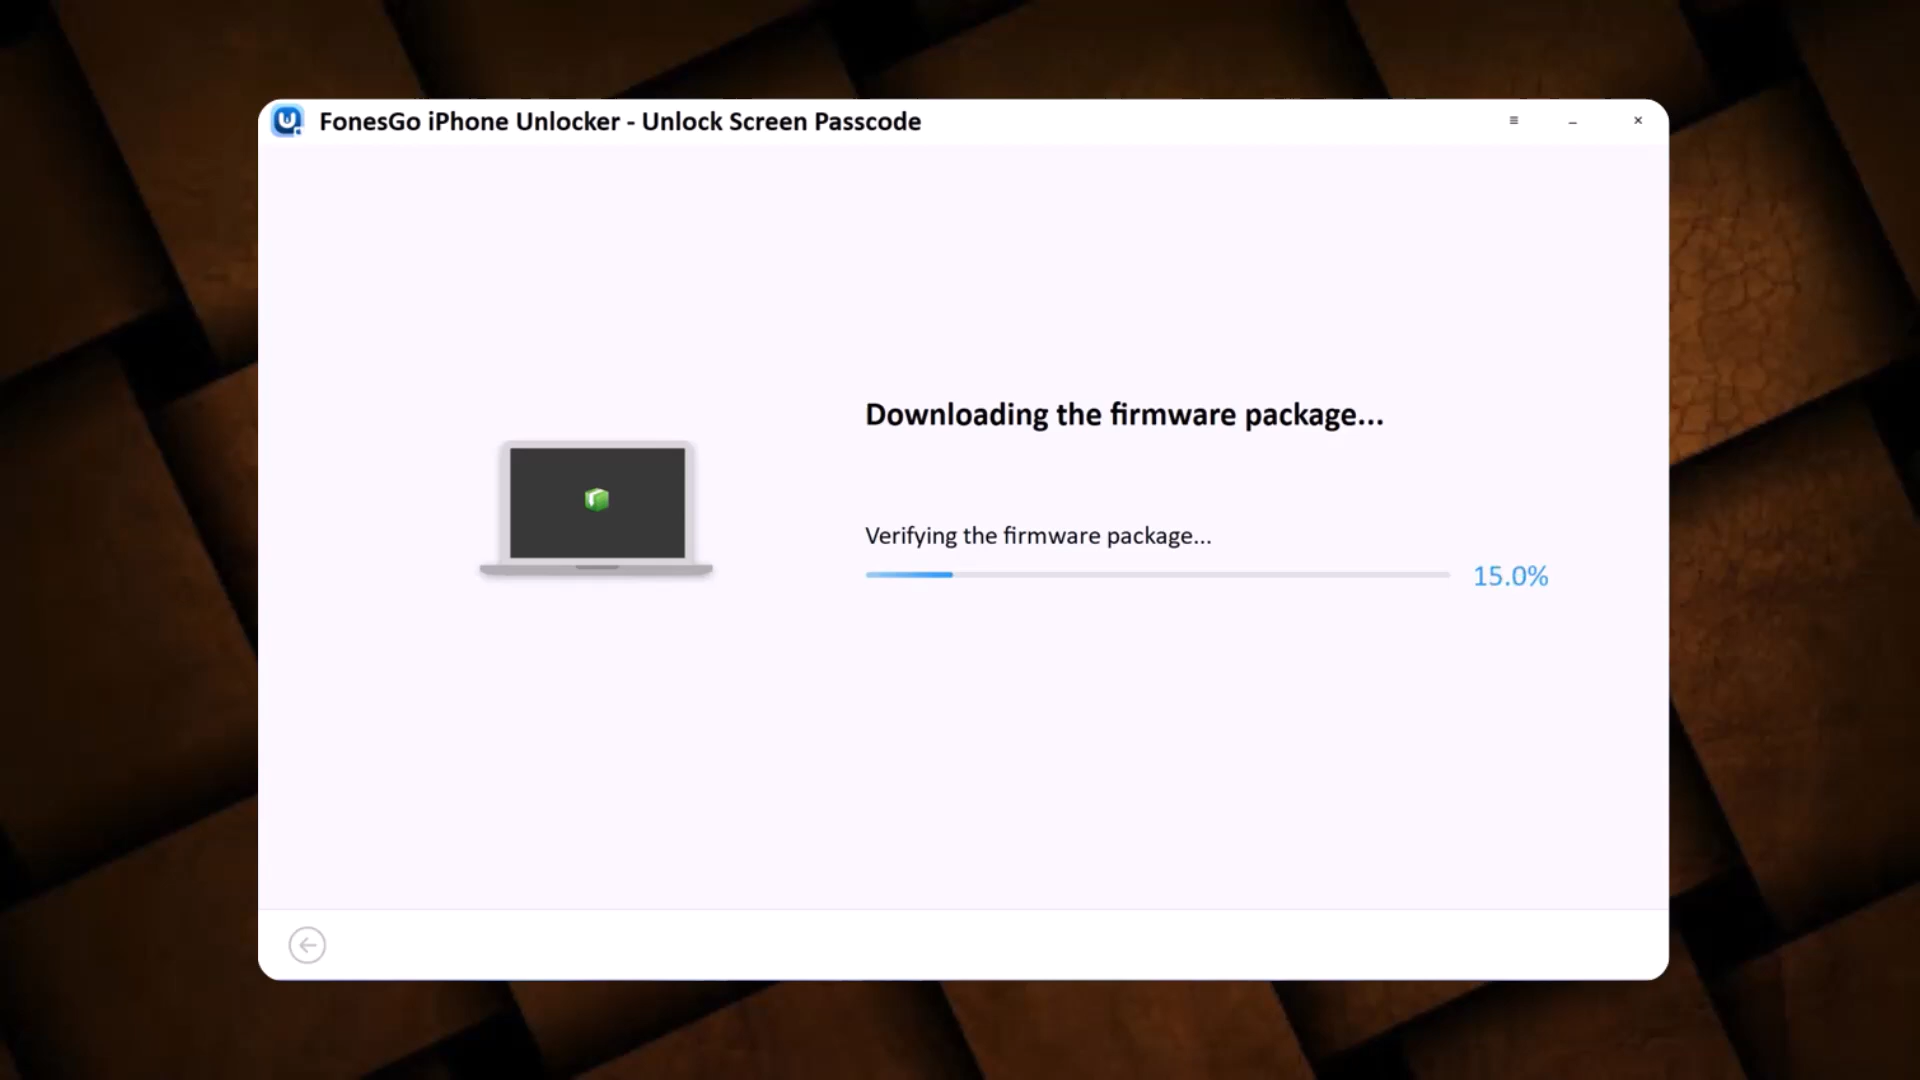 FonesGo iPhone Unlocker - Unlock Screen Passcode
Downloading the firmware package...
Verifying the firmware package...
15.0%